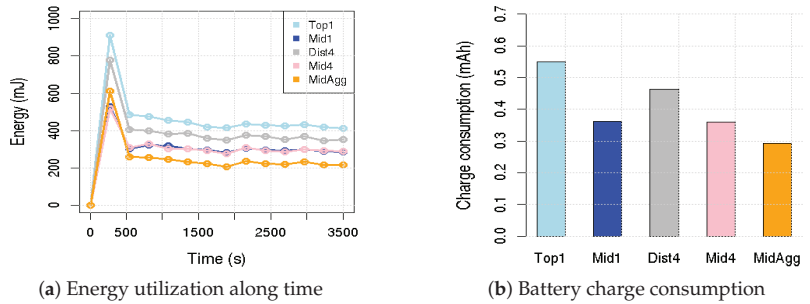 Energy (mJ)
1000
800
600
400
200
0
Top1
Mid1
Dist4
Mid4
MidAgg
0 500 1500 2500 3500
Time (s)
(a) Energy utilization along time
Charge consumption (mAh)
0.7
0.6
0.5
0.4
0.3
0.2
0.1
0.0
Top1 Mid1 Dist4 Mid4 MidAgg
(b) Battery charge consumption